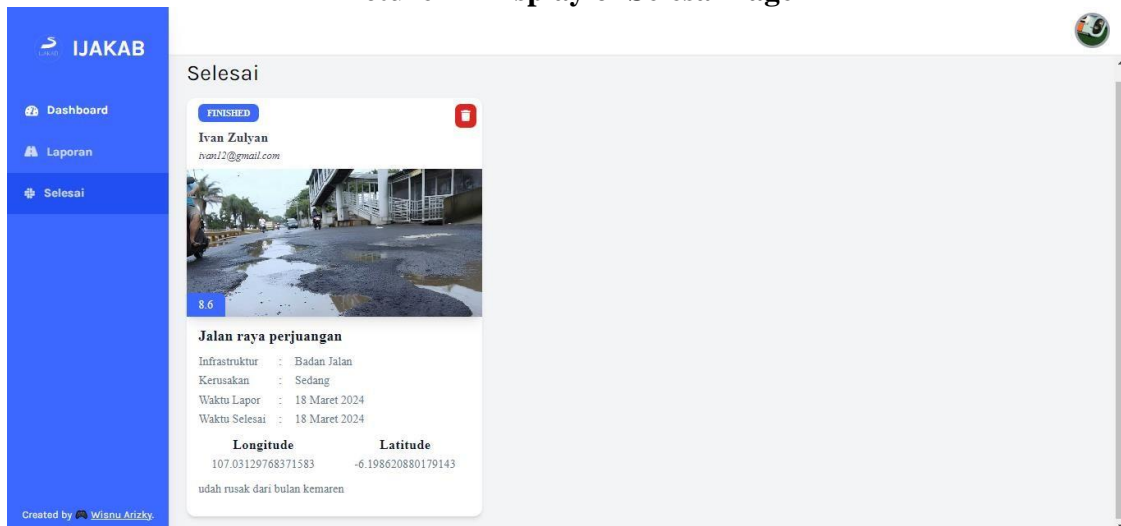 IJAKAB
Dashboard
Laporan
Selesai
Created by Wisnu Arizky.
Selesai
FINISHED
Ivan Zulyan
ivan12@gmail.com
8.6
Jalan raya perjuangan
Infrastruktur : Badan Jalan
Kerusakan : Sedang
Waktu Lapor : 18 Maret 2024
Waktu Selesai : 18 Maret 2024
Longitude Latitude
107.03129768371583 -6.198620880179143
udah rusak dari bulan kemaren